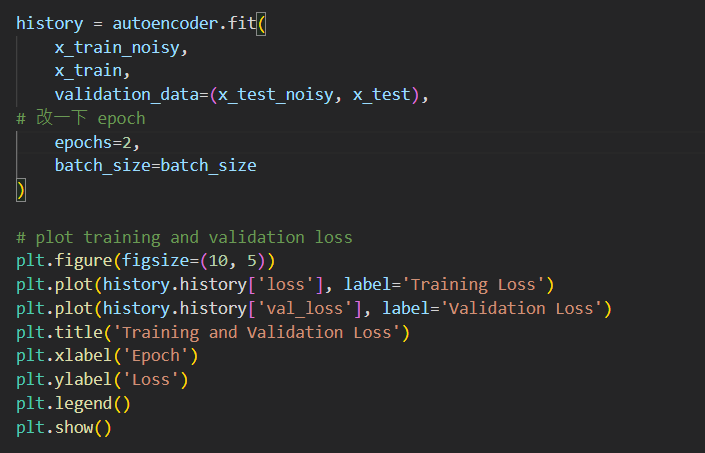 history = autoencoder.fit(
    x_train_noisy,
    x_train,
    validation_data=(x_test_noisy, x_test),
# 改一下 epoch
    epochs=2,
    batch_size=batch_size
)

# plot training and validation loss
plt.figure(figsize=(10, 5))
plt.plot(history.history['loss'], label='Training Loss')
plt.plot(history.history['val_loss'], label='Validation Loss')
plt.title('Training and Validation Loss')
plt.xlabel('Epoch')
plt.ylabel('Loss')
plt.legend()
plt.show()